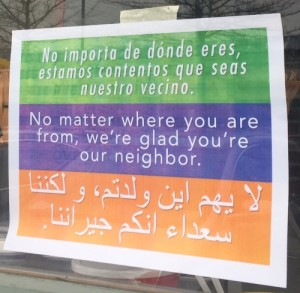 No importa de dónde eres,
estamos contentos que seas
nuestro vecino.
No matter where you are
from, we're glad you're
our neighbor.
لا يهم اين ولدتم، و لكننا
سعداء انكم جيراننا.